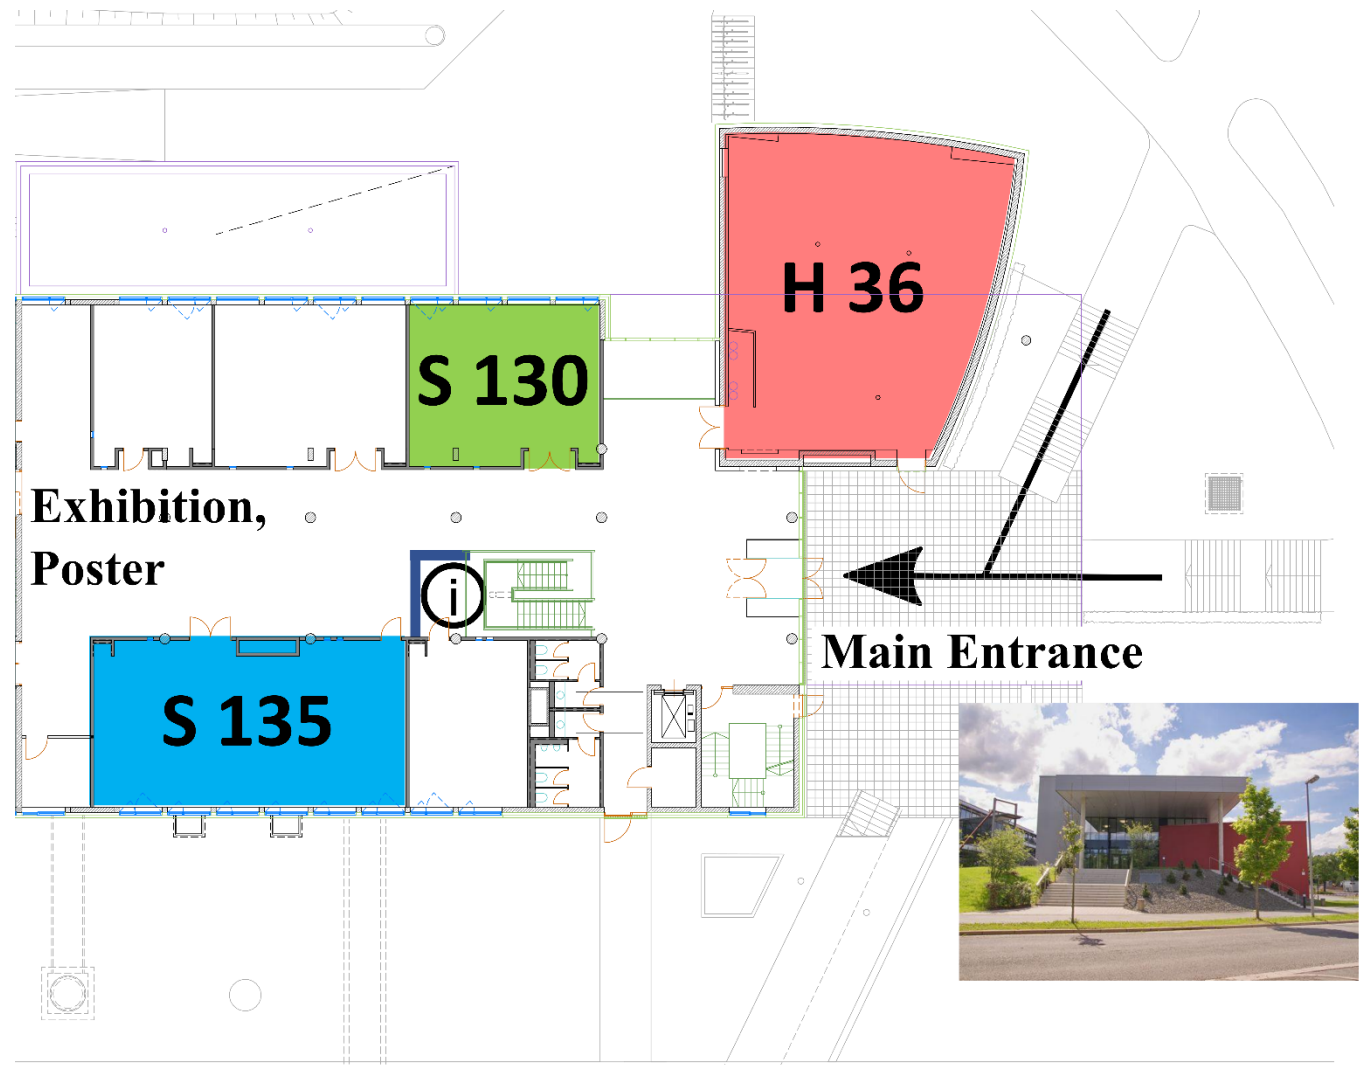 H 36
S 130
Exhibition,
Poster
i
Main Entrance
S 135